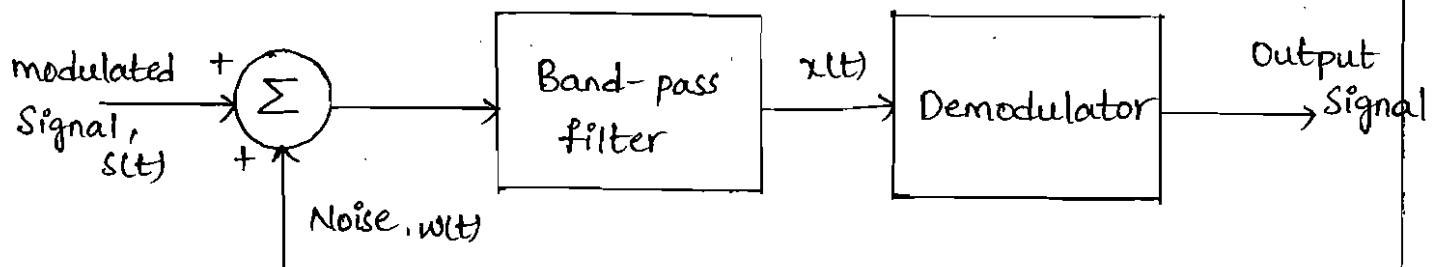 modulated
Signal,
s(t)
+
Σ
+
Noise, w(t)
Band-pass
filter
x(t)
Demodulator
Output
Signal